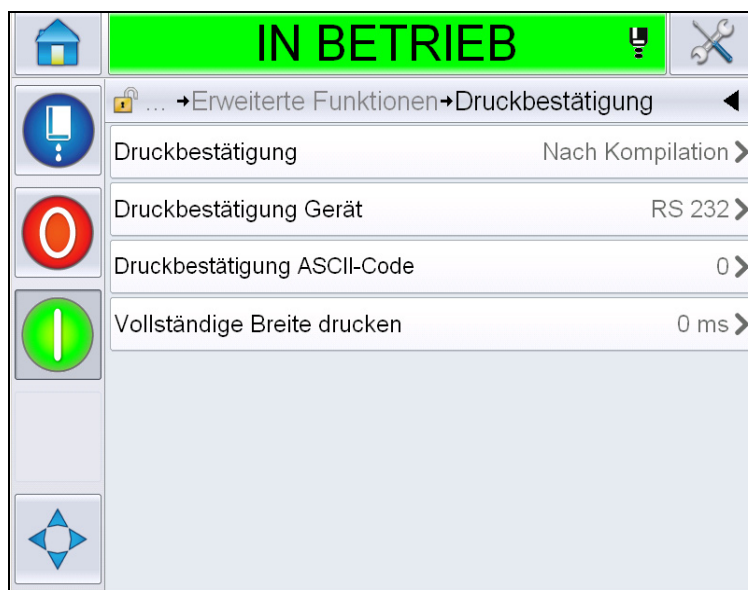 IN BETRIEB
... →Erweiterte Funktionen→Druckbestätigung
Druckbestätigung Nach Kompilation
Druckbestätigung Gerät RS 232
Druckbestätigung ASCII-Code 0
Vollständige Breite drucken 0 ms